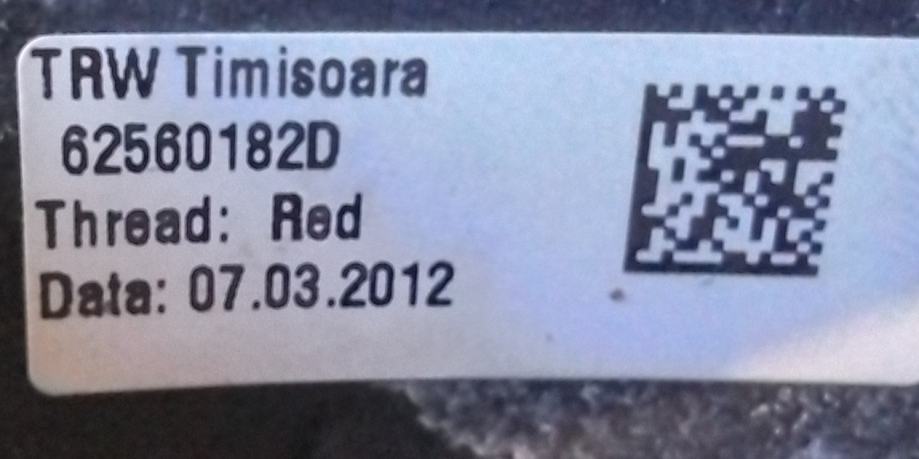 TRW Timisoara
62560182D
Thread: Red
Data: 07.03.2012